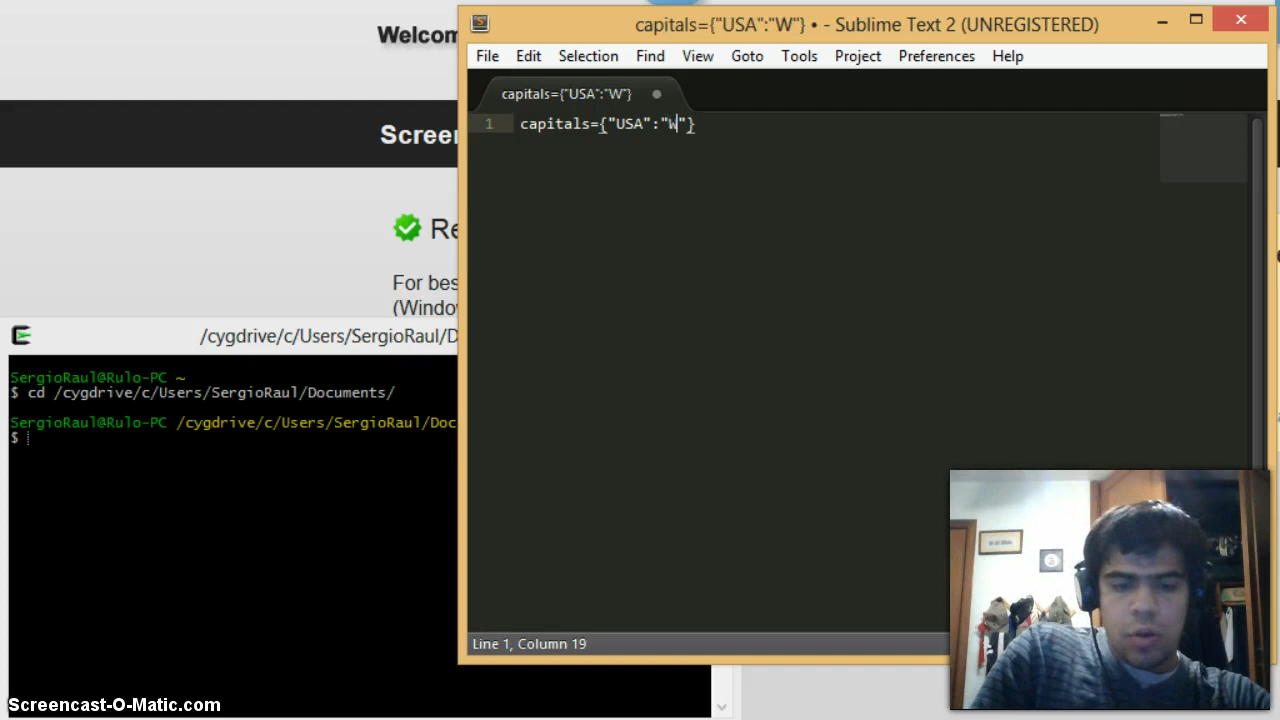 Welcom
capitals={"USA":"W"} • - Sublime Text 2 (UNREGISTERED)
File Edit Selection Find View Goto Tools Project Preferences Help
capitals={"USA":"W"}
1 capitals={"USA":"W"}
Screen
Re
For bes
(Window
/cygdrive/c/Users/SergioRaul/D
SergioRaul@Rulo-PC ~
$ cd /cygdrive/c/Users/SergioRaul/Documents/
SergioRaul@Rulo-PC /cygdrive/c/Users/SergioRaul/Doc
$
Line 1, Column 19
Screencast-O-Matic.com